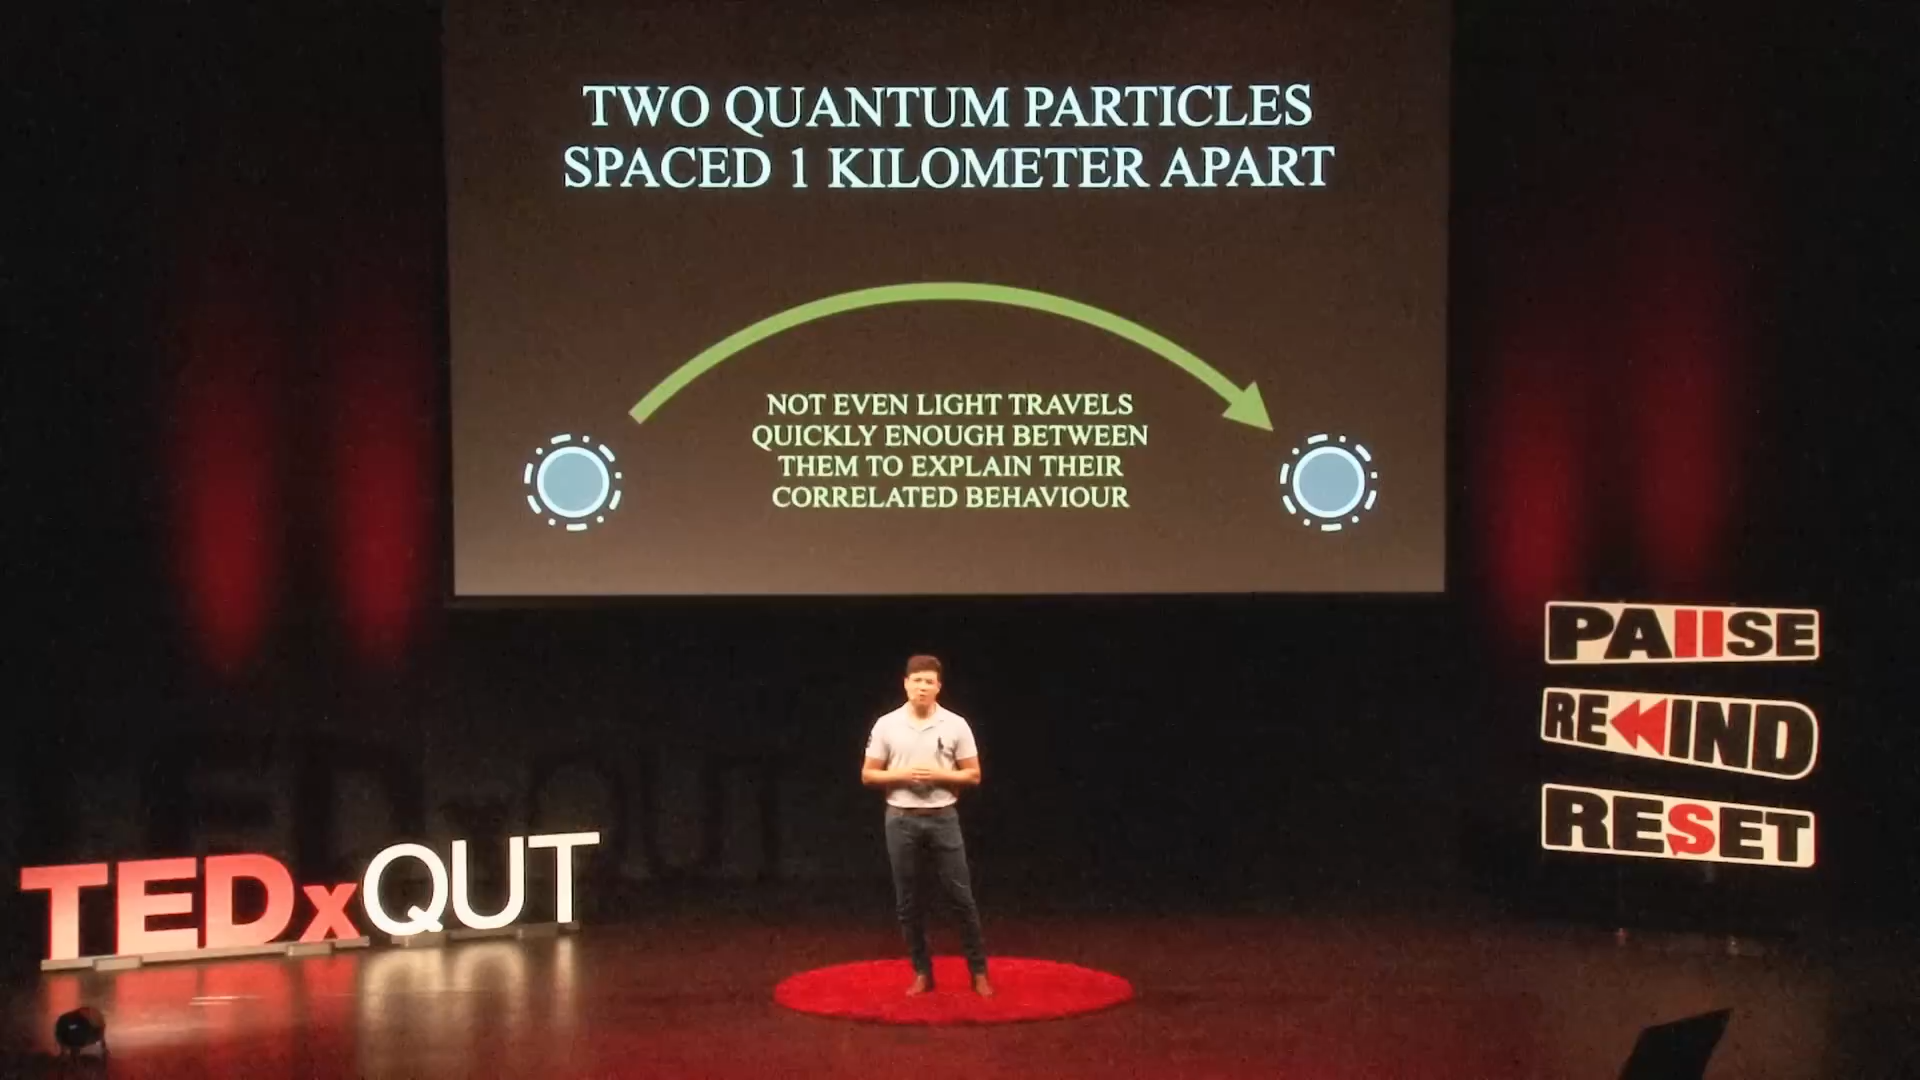 TWO QUANTUM PARTICLES
SPACED 1 KILOMETER APART
NOT EVEN LIGHT TRAVELS
QUICKLY ENOUGH BETWEEN
THEM TO EXPLAIN THEIR
CORRELATED BEHAVIOUR
PAUSE
REWIND
RESET
TEDxQUT